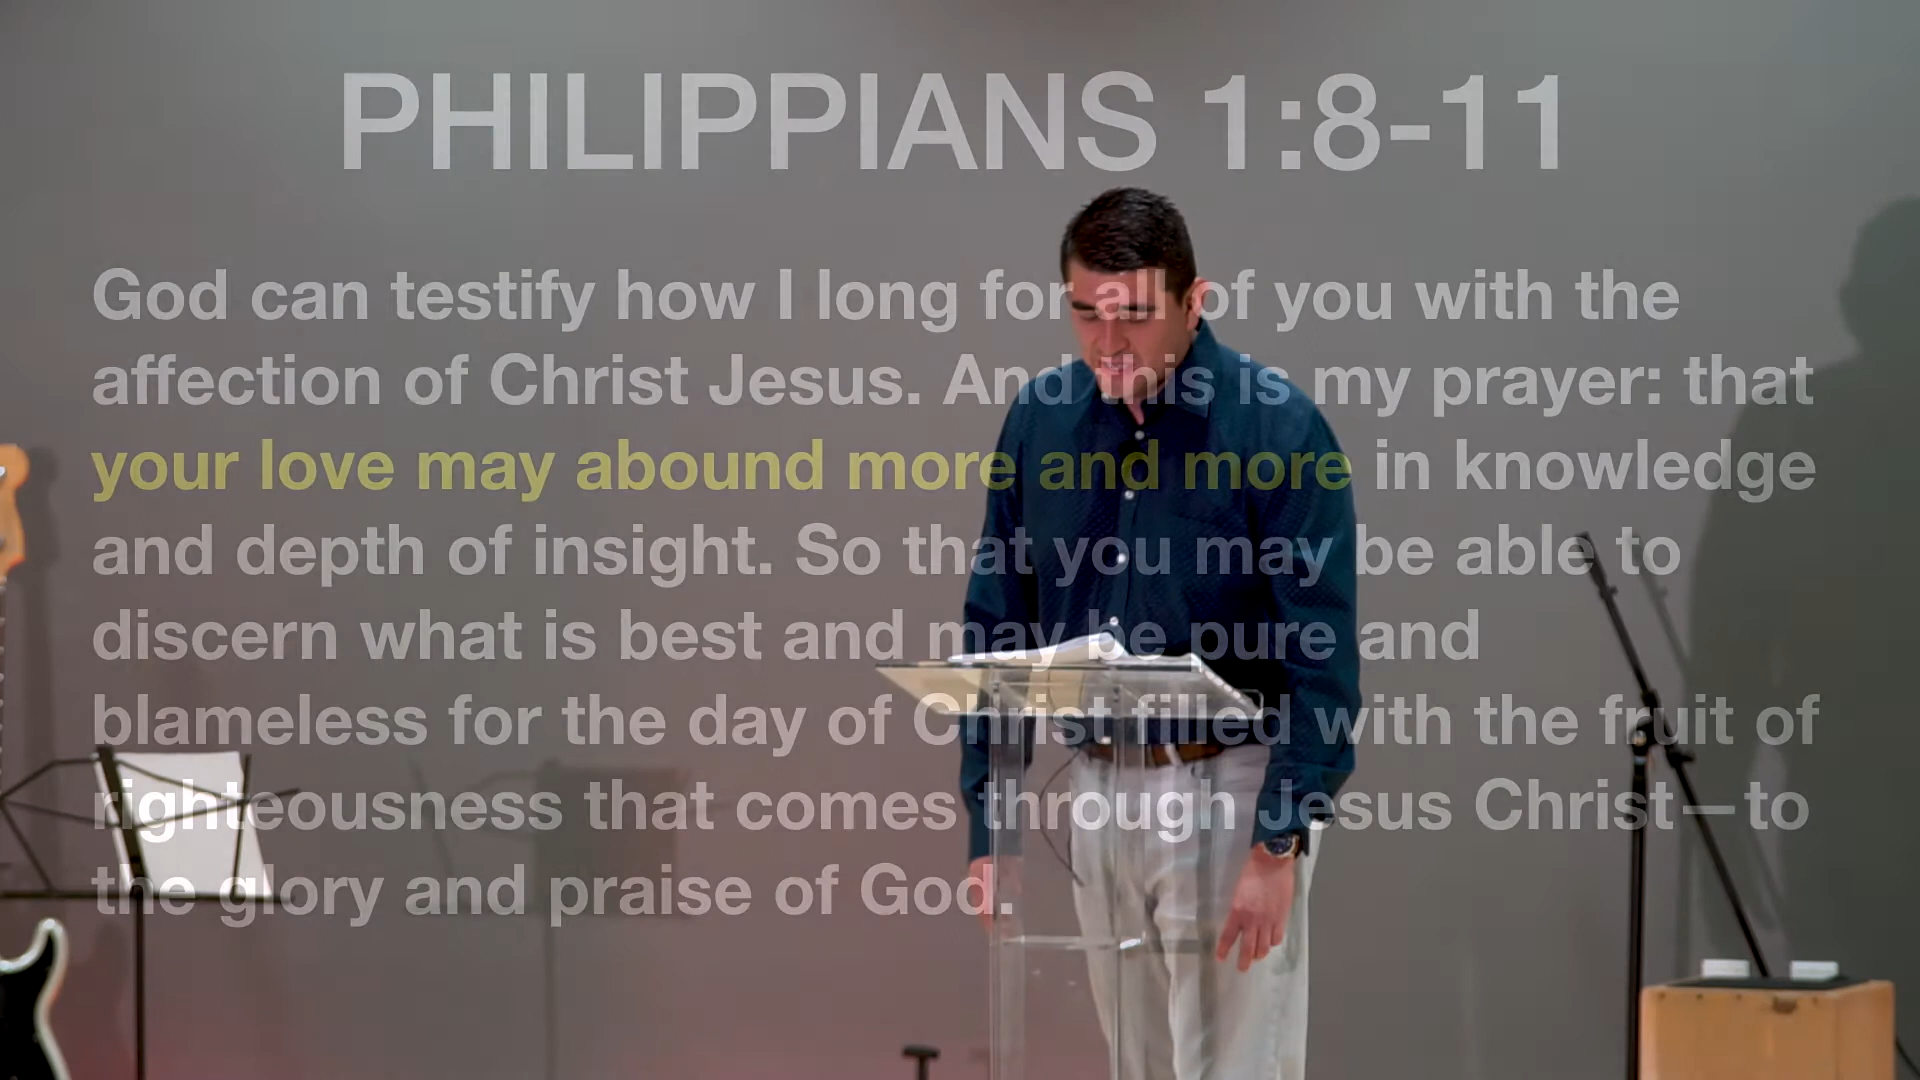 PHILIPPIANS 1:8-11
God can testify how I long for all of you with the
affection of Christ Jesus. And this is my prayer: that
your love may abound more and more in knowledge
and depth of insight. So that you may be able to
discern what is best and may be pure and
blameless for the day of Christ filled with the fruit of
righteousness that comes through Jesus Christ—to
the glory and praise of God.